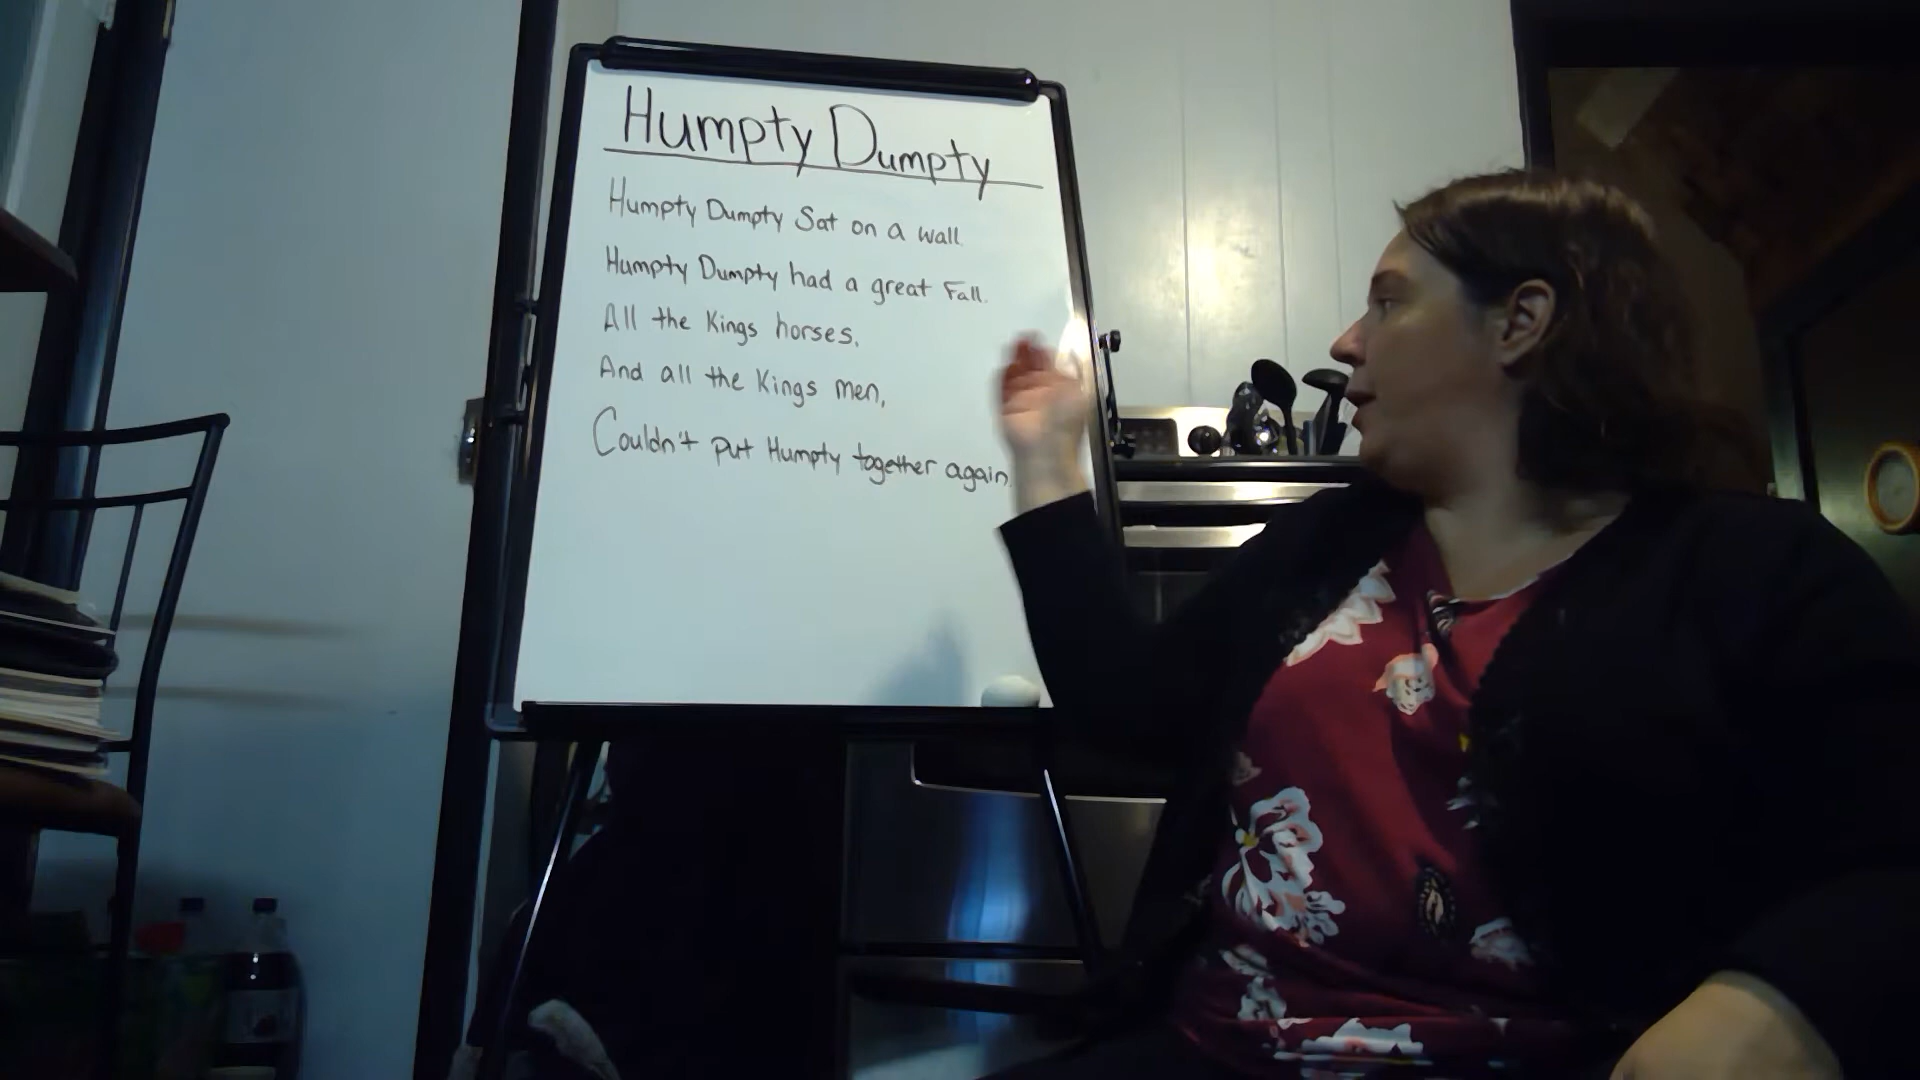 Humpty Dumpty
Humpty Dumpty Sat on a wall.
Humpty Dumpty had a great Fall.
All the Kings horses,
And all the Kings men,
Couldn't put Humpty together again.